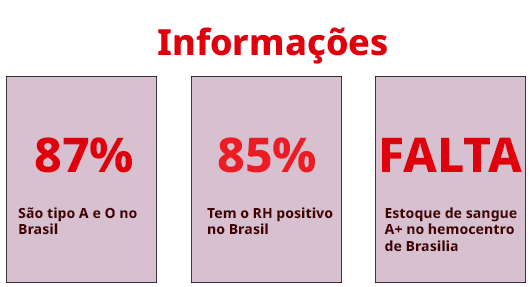 Informações
87%
São tipo A e O no
Brasil
85%
Tem o RH positivo
no Brasil
FALTA
Estoque de sangue
A+ no hemocentro
de Brasilia